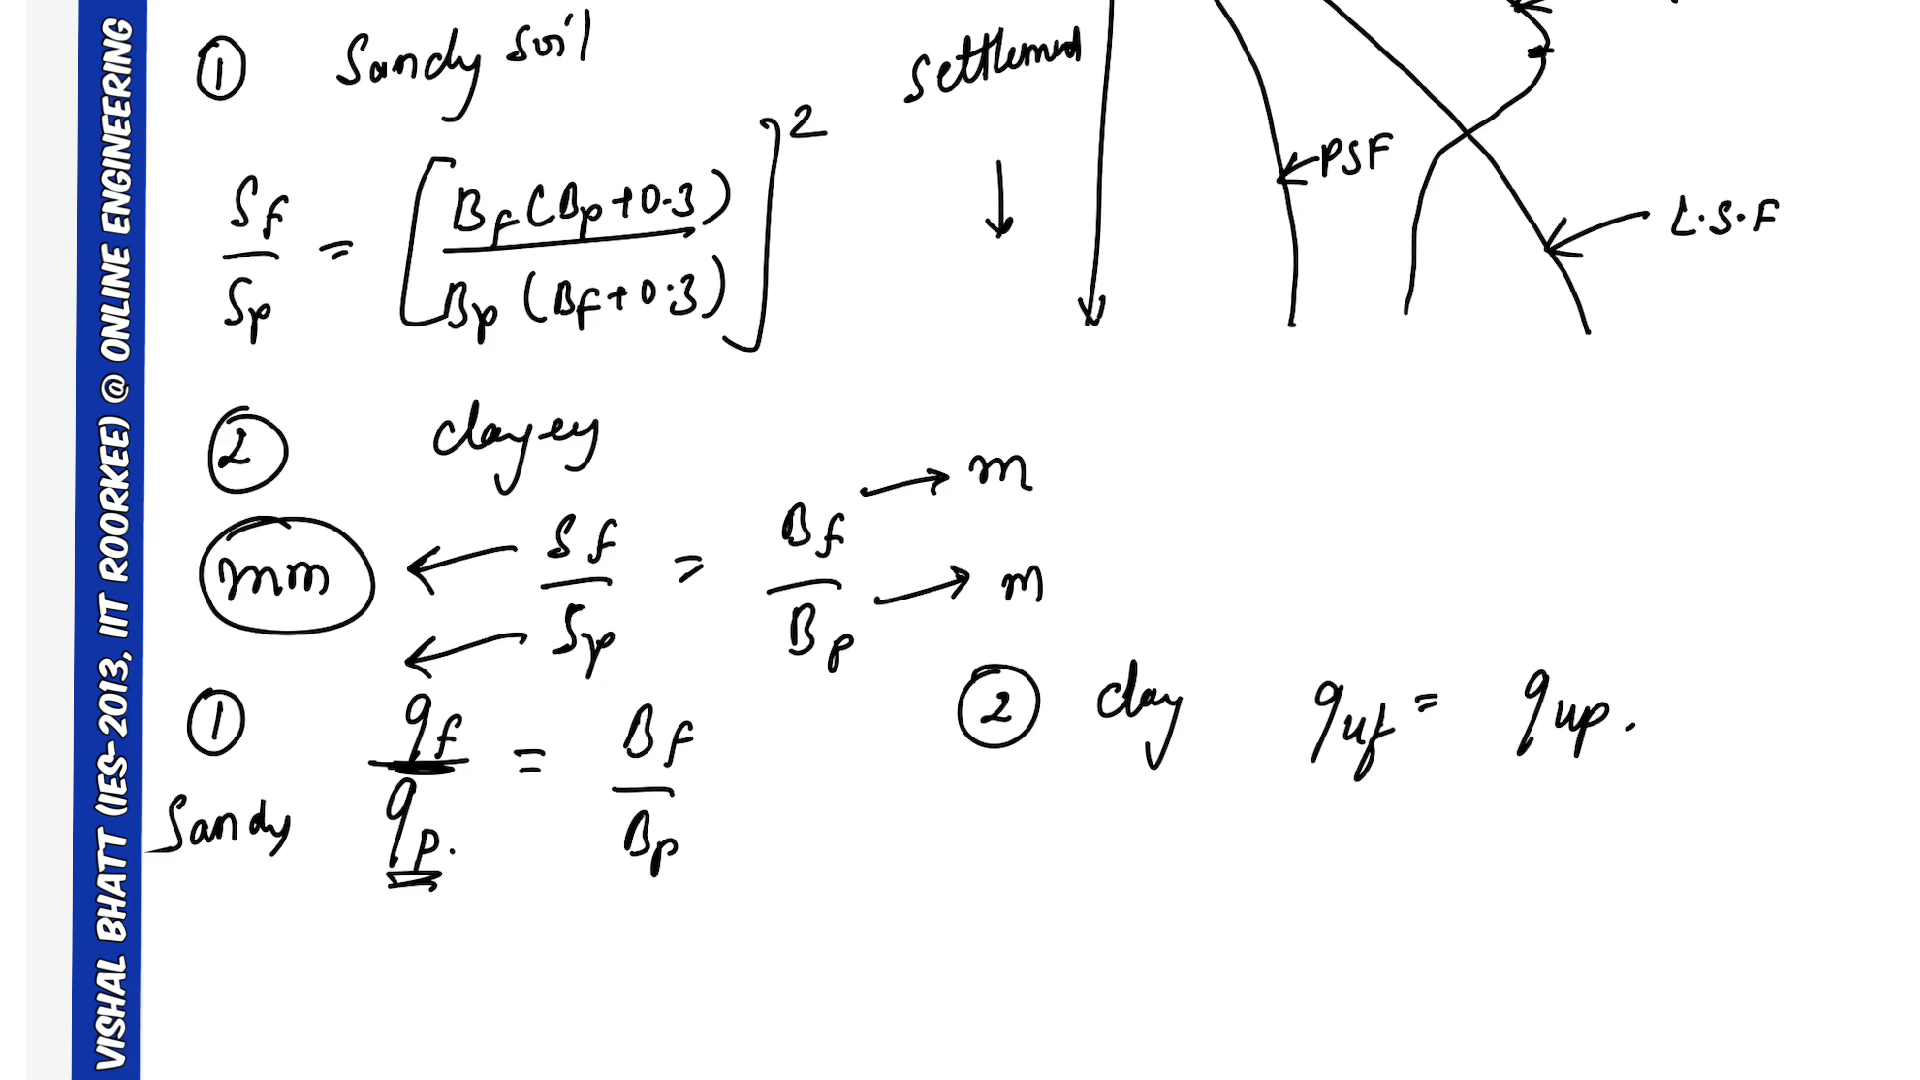 VISHAL BHATT (IES-2013, IIT ROORKEE) @ ONLINE ENGINEERING
① Sandy soil
Sf/Sp = [Bf(Bp+0.3)/Bp(Bf+0.3)]²
Settlement
↓
PSF
L.S.F
② clayey
mm ← Sf/Sp = Bf/Bp → m
→ m
① Sandy qf/qp. = Bf/Bp
② clay quf = qup.